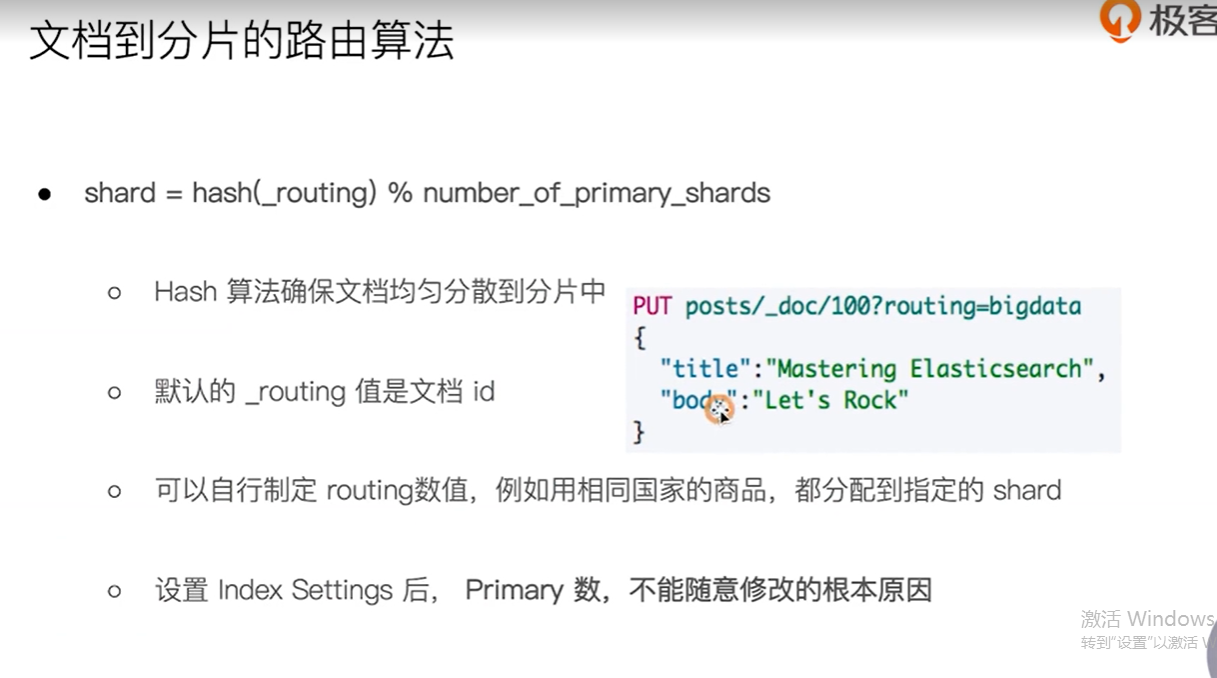 文档到分片的路由算法
极客
● shard = hash(_routing) % number_of_primary_shards
○ Hash 算法确保文档均匀分散到分片中
PUT posts/_doc/100?routing=bigdata
{
"title":"Mastering Elasticsearch",
"body":"Let's Rock"
}
○ 默认的 _routing 值是文档 id
○ 可以自行制定 routing数值，例如用相同国家的商品，都分配到指定的 shard
○ 设置 Index Settings 后， Primary 数，不能随意修改的根本原因
激活 Windows
转到"设置"以激活